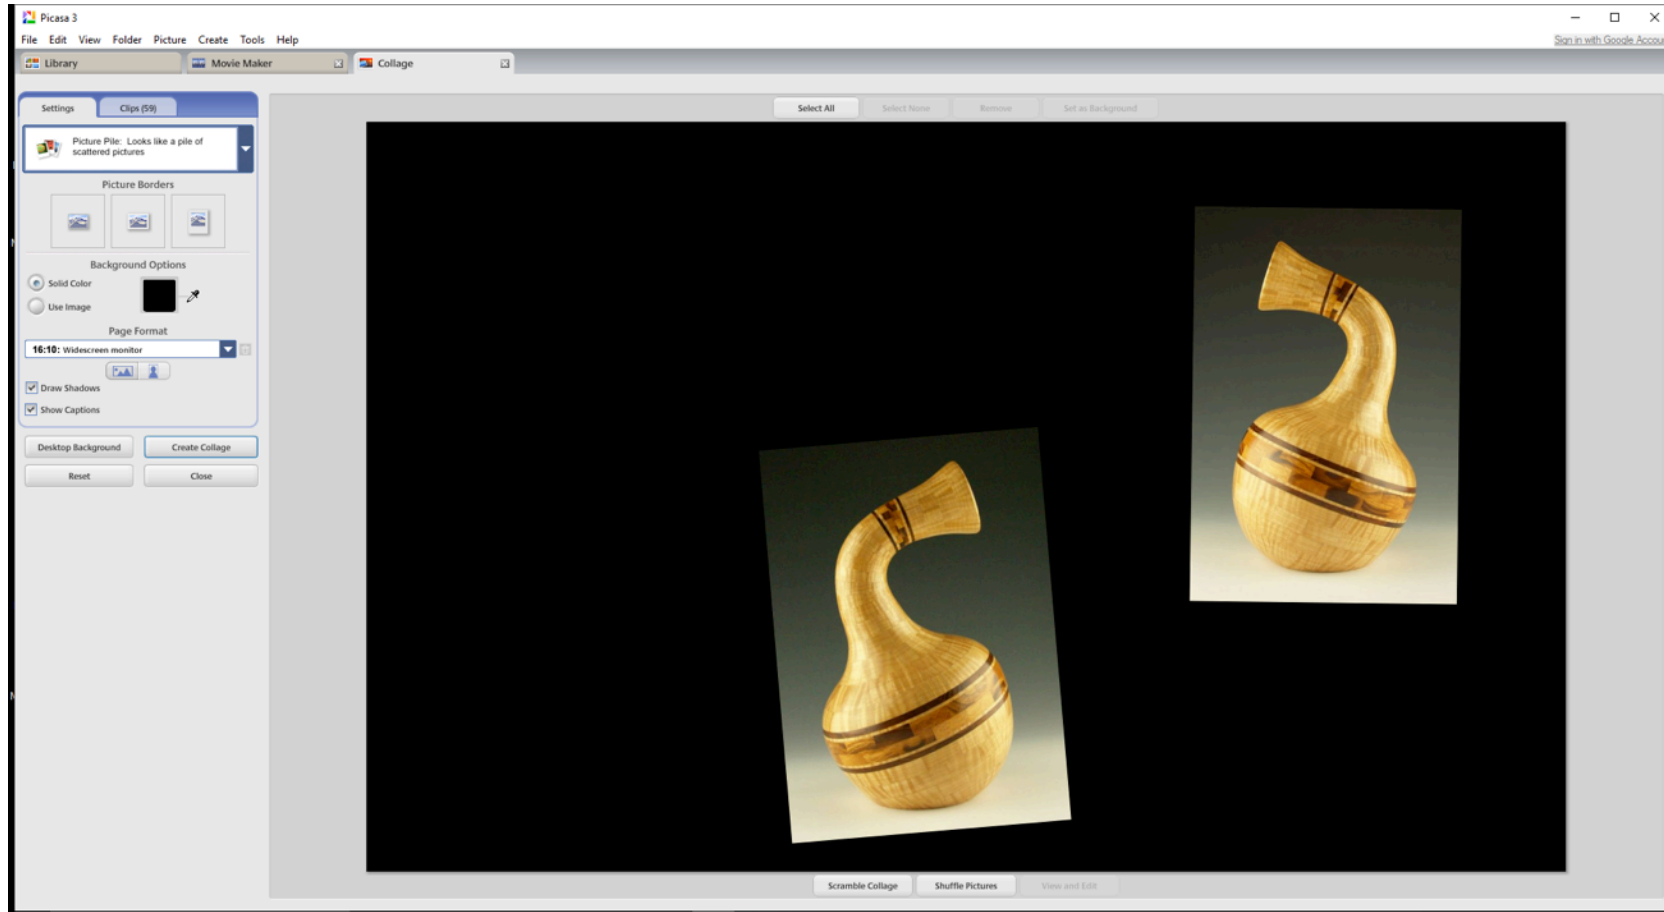 Picasa 3
File Edit View Folder Picture Create Tools Help
Sign in with Google Accou
Library
Movie Maker
Collage
Settings
Clips (59)
Select All
Select None
Remove
Set as Background
Picture Pile: Looks like a pile of
scattered pictures
Picture Borders
Background Options
Solid Color
Use Image
Page Format
16:10: Widescreen monitor
Draw Shadows
Show Captions
Desktop Background
Create Collage
Reset
Close
Scramble Collage
Shuffle Pictures
View and Edit